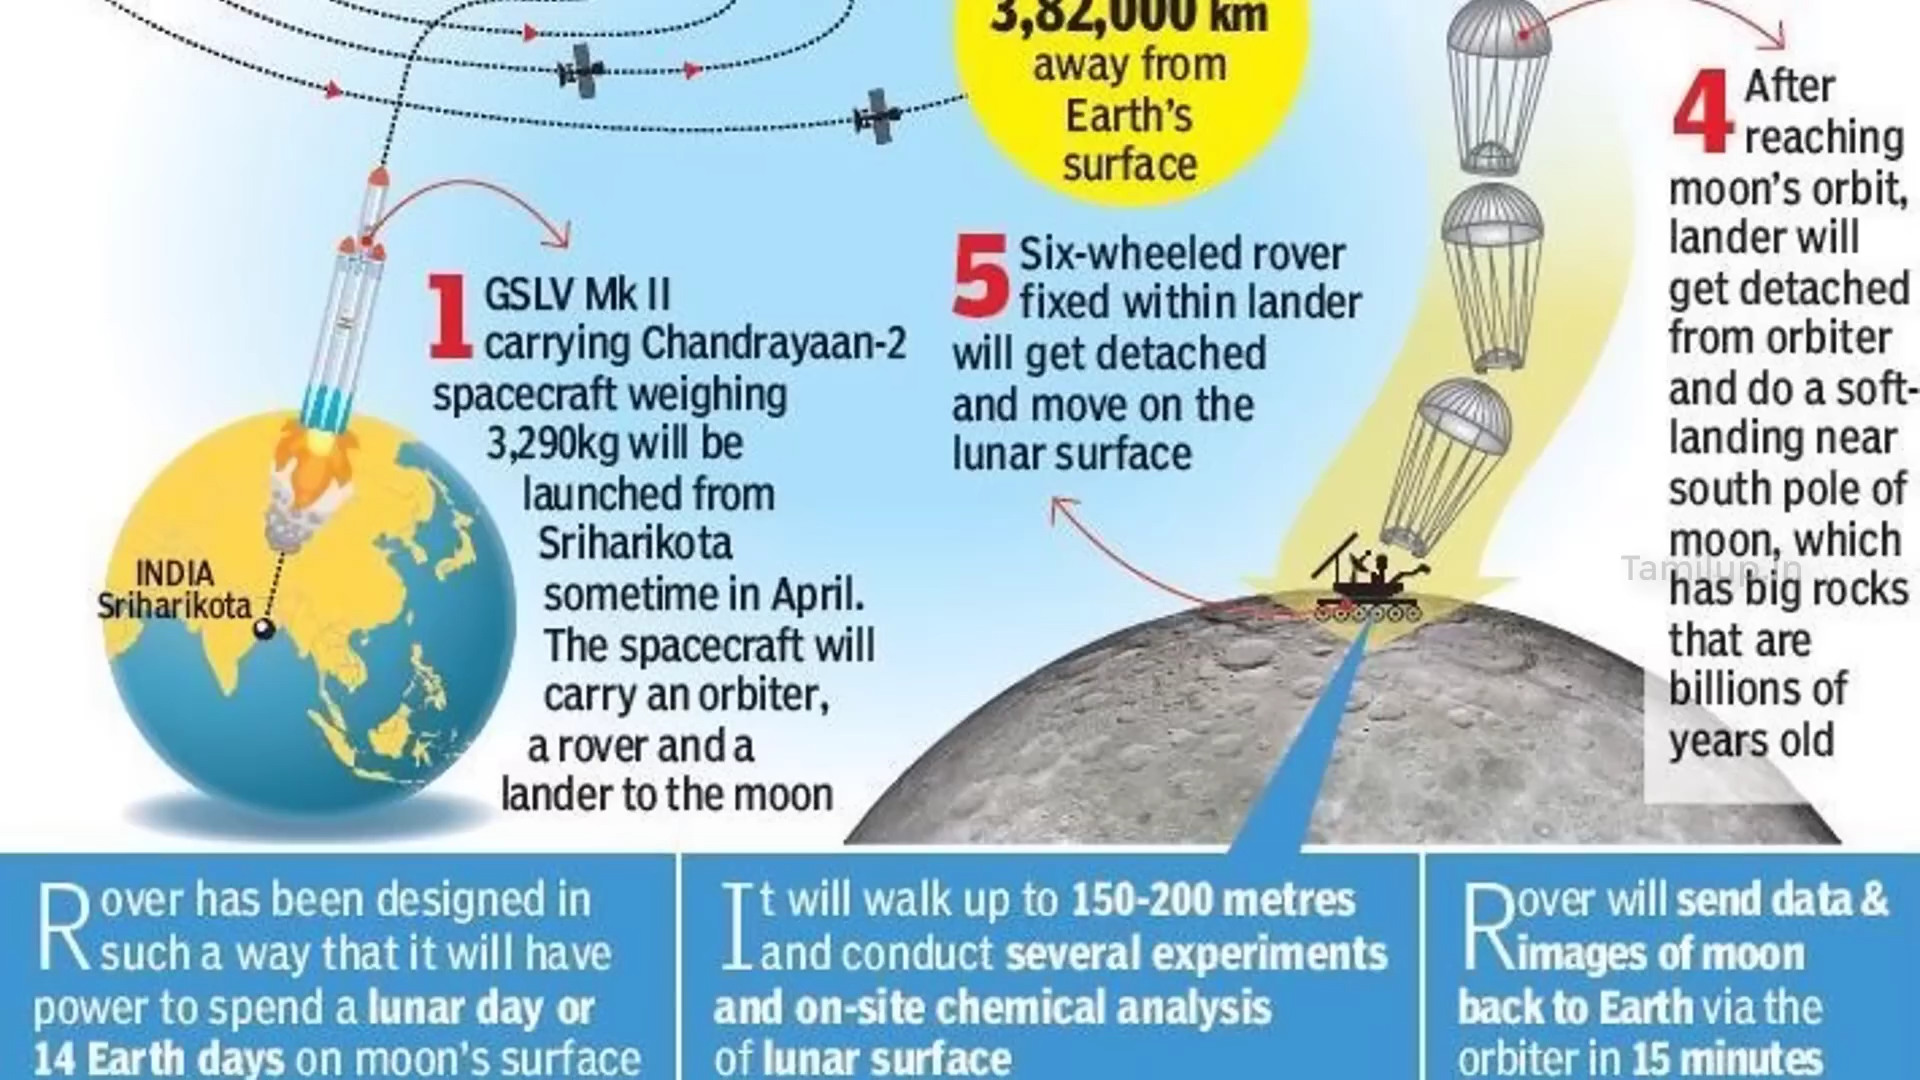 3,82,000 km
away from
Earth's
surface
1 GSLV Mk II
carrying Chandrayaan-2
spacecraft weighing
3,290kg will be
launched from
Sriharikota
sometime in April.
The spacecraft will
carry an orbiter,
a rover and a
lander to the moon
INDIA
Sriharikota
5 Six-wheeled rover
fixed within lander
will get detached
and move on the
lunar surface
4 After
reaching
moon's orbit,
lander will
get detached
from orbiter
and do a soft-
landing near
south pole of
moon, which
has big rocks
that are
billions of
years old
Tamilup.in
Rover has been designed in
such a way that it will have
power to spend a lunar day or
14 Earth days on moon's surface
It will walk up to 150-200 metres
and conduct several experiments
and on-site chemical analysis
of lunar surface
Rover will send data &
images of moon
back to Earth via the
orbiter in 15 minutes